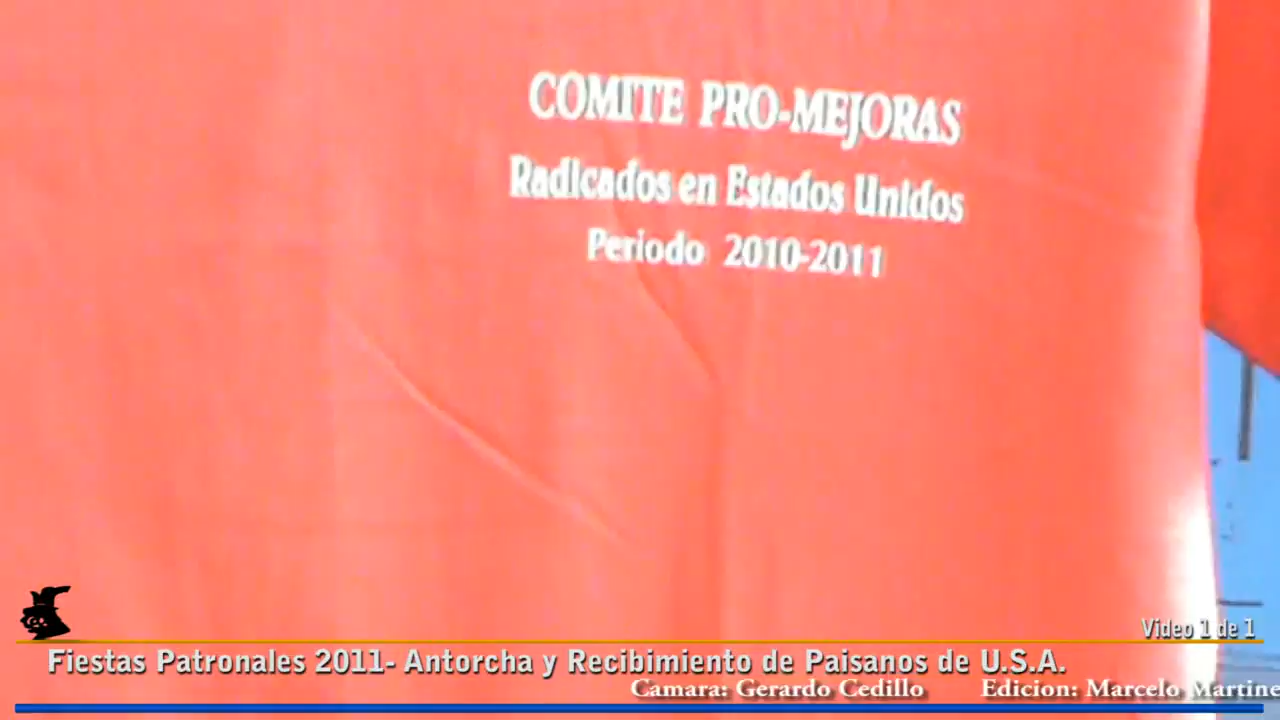 COMITE PRO-MEJORAS
Radicados en Estados Unidos
Periodo 2010-2011
Video 1 de 1
Fiestas Patronales 2011- Antorcha y Recibimiento de Paisanos de U.S.A.
Camara: Gerardo Cedillo Edicion: Marcelo Martine